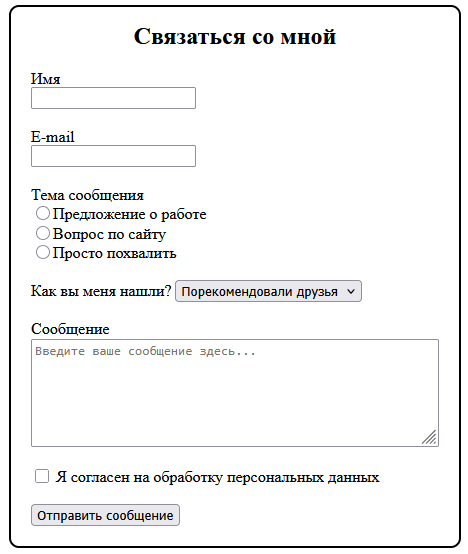 Связаться со мной
Имя
E-mail
Тема сообщения
Предложение о работе
Вопрос по сайту
Просто похвалить
Как вы меня нашли? Порекомендовали друзья
Сообщение
Введите ваше сообщение здесь...
Я согласен на обработку персональных данных
Отправить сообщение